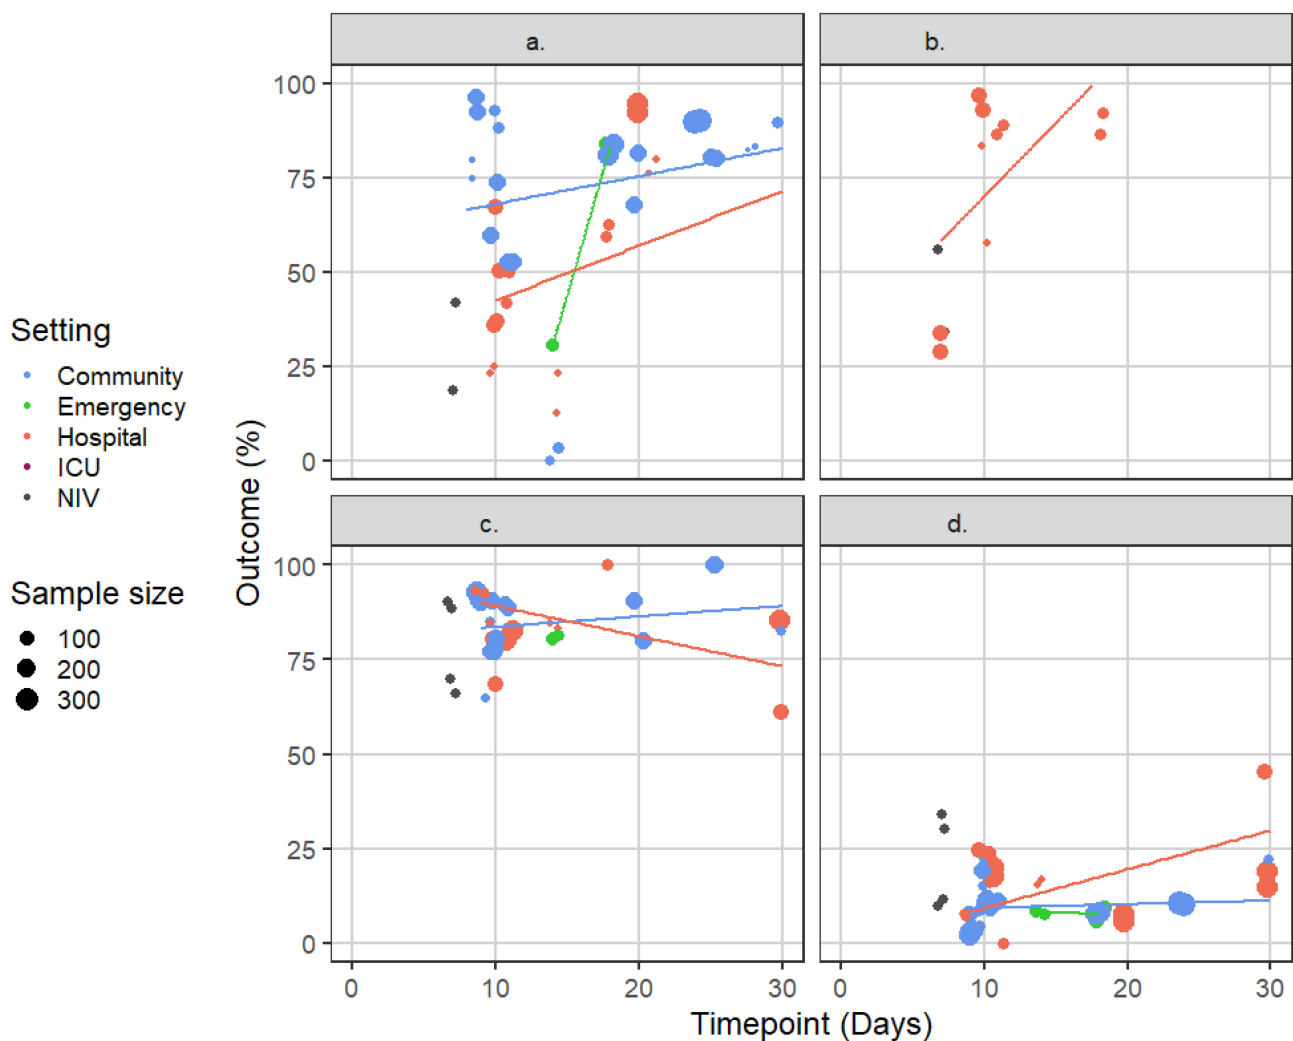 a.
b.
100
75
50
25
0
Setting
Community
Emergency
Hospital
ICU
NIV
Outcome (%)
c.
d.
100
75
50
25
0
Sample size
100
200
300
0
10
20
30
0
10
20
30
Timepoint (Days)